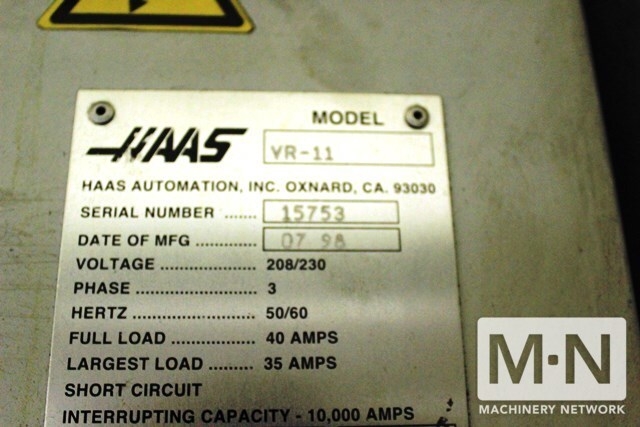 MODEL
HAAS VR-11
HAAS AUTOMATION, INC. OXNARD, CA. 93030
SERIAL NUMBER ....... 15753
DATE OF MFG ............ 07 98
VOLTAGE ................... 208/230
PHASE ........................ 3
HERTZ ........................ 50/60
FULL LOAD ................. 40 AMPS
LARGEST LOAD ......... 35 AMPS
SHORT CIRCUIT
INTERRUPTING CAPACITY - 10,000 AMPS
M·N
MACHINERY NETWORK